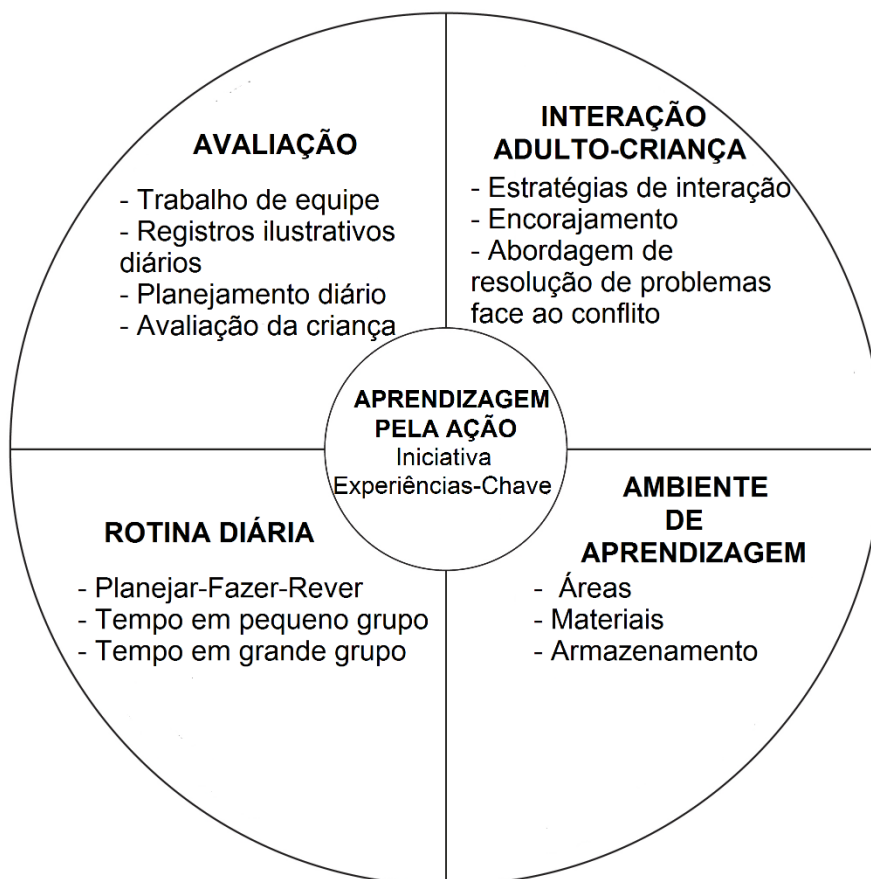 AVALIAÇÃO
- Trabalho de equipe
- Registros ilustrativos
diários
- Planejamento diário
- Avaliação da criança
INTERAÇÃO
ADULTO-CRIANÇA
- Estratégias de interação
- Encorajamento
- Abordagem de
resolução de problemas
face ao conflito
APRENDIZAGEM
PELA AÇÃO
Iniciativa
Experiências-Chave
ROTINA DIÁRIA
- Planejar-Fazer-Rever
- Tempo em pequeno grupo
- Tempo em grande grupo
AMBIENTE
DE
APRENDIZAGEM
- Áreas
- Materiais
- Armazenamento